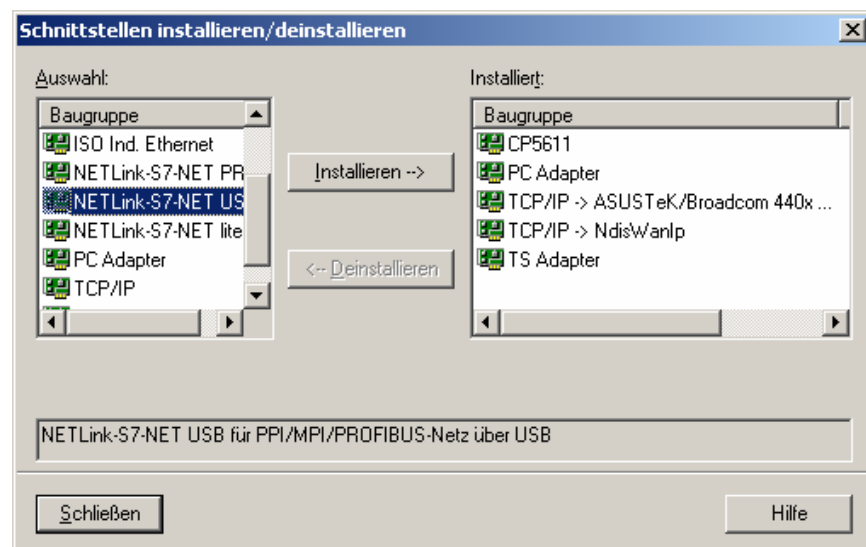 Schnittstellen installieren/deinstallieren
Auswahl:
Baugruppe
ISO Ind. Ethernet
NETLink-S7-NET PR
NETLink-S7-NET US
NETLink-S7-NET lite
PC Adapter
TCP/IP
Installieren -->
<-- Deinstallieren
Installiert:
Baugruppe
CP5611
PC Adapter
TCP/IP -> ASUSTeK/Broadcom 440x ...
TCP/IP -> NdisWanIp
TS Adapter
NETLink-S7-NET USB für PPI/MPI/PROFIBUS-Netz über USB
Schließen
Hilfe